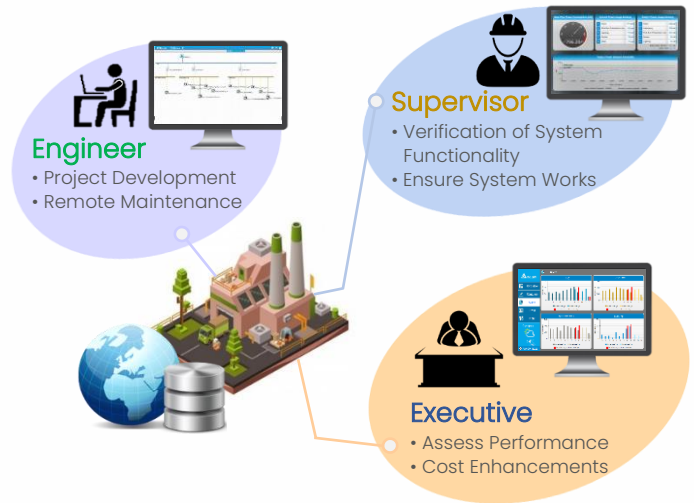 Engineer
• Project Development
• Remote Maintenance
Supervisor
• Verification of System
Functionality
• Ensure System Works
Executive
• Assess Performance
• Cost Enhancements